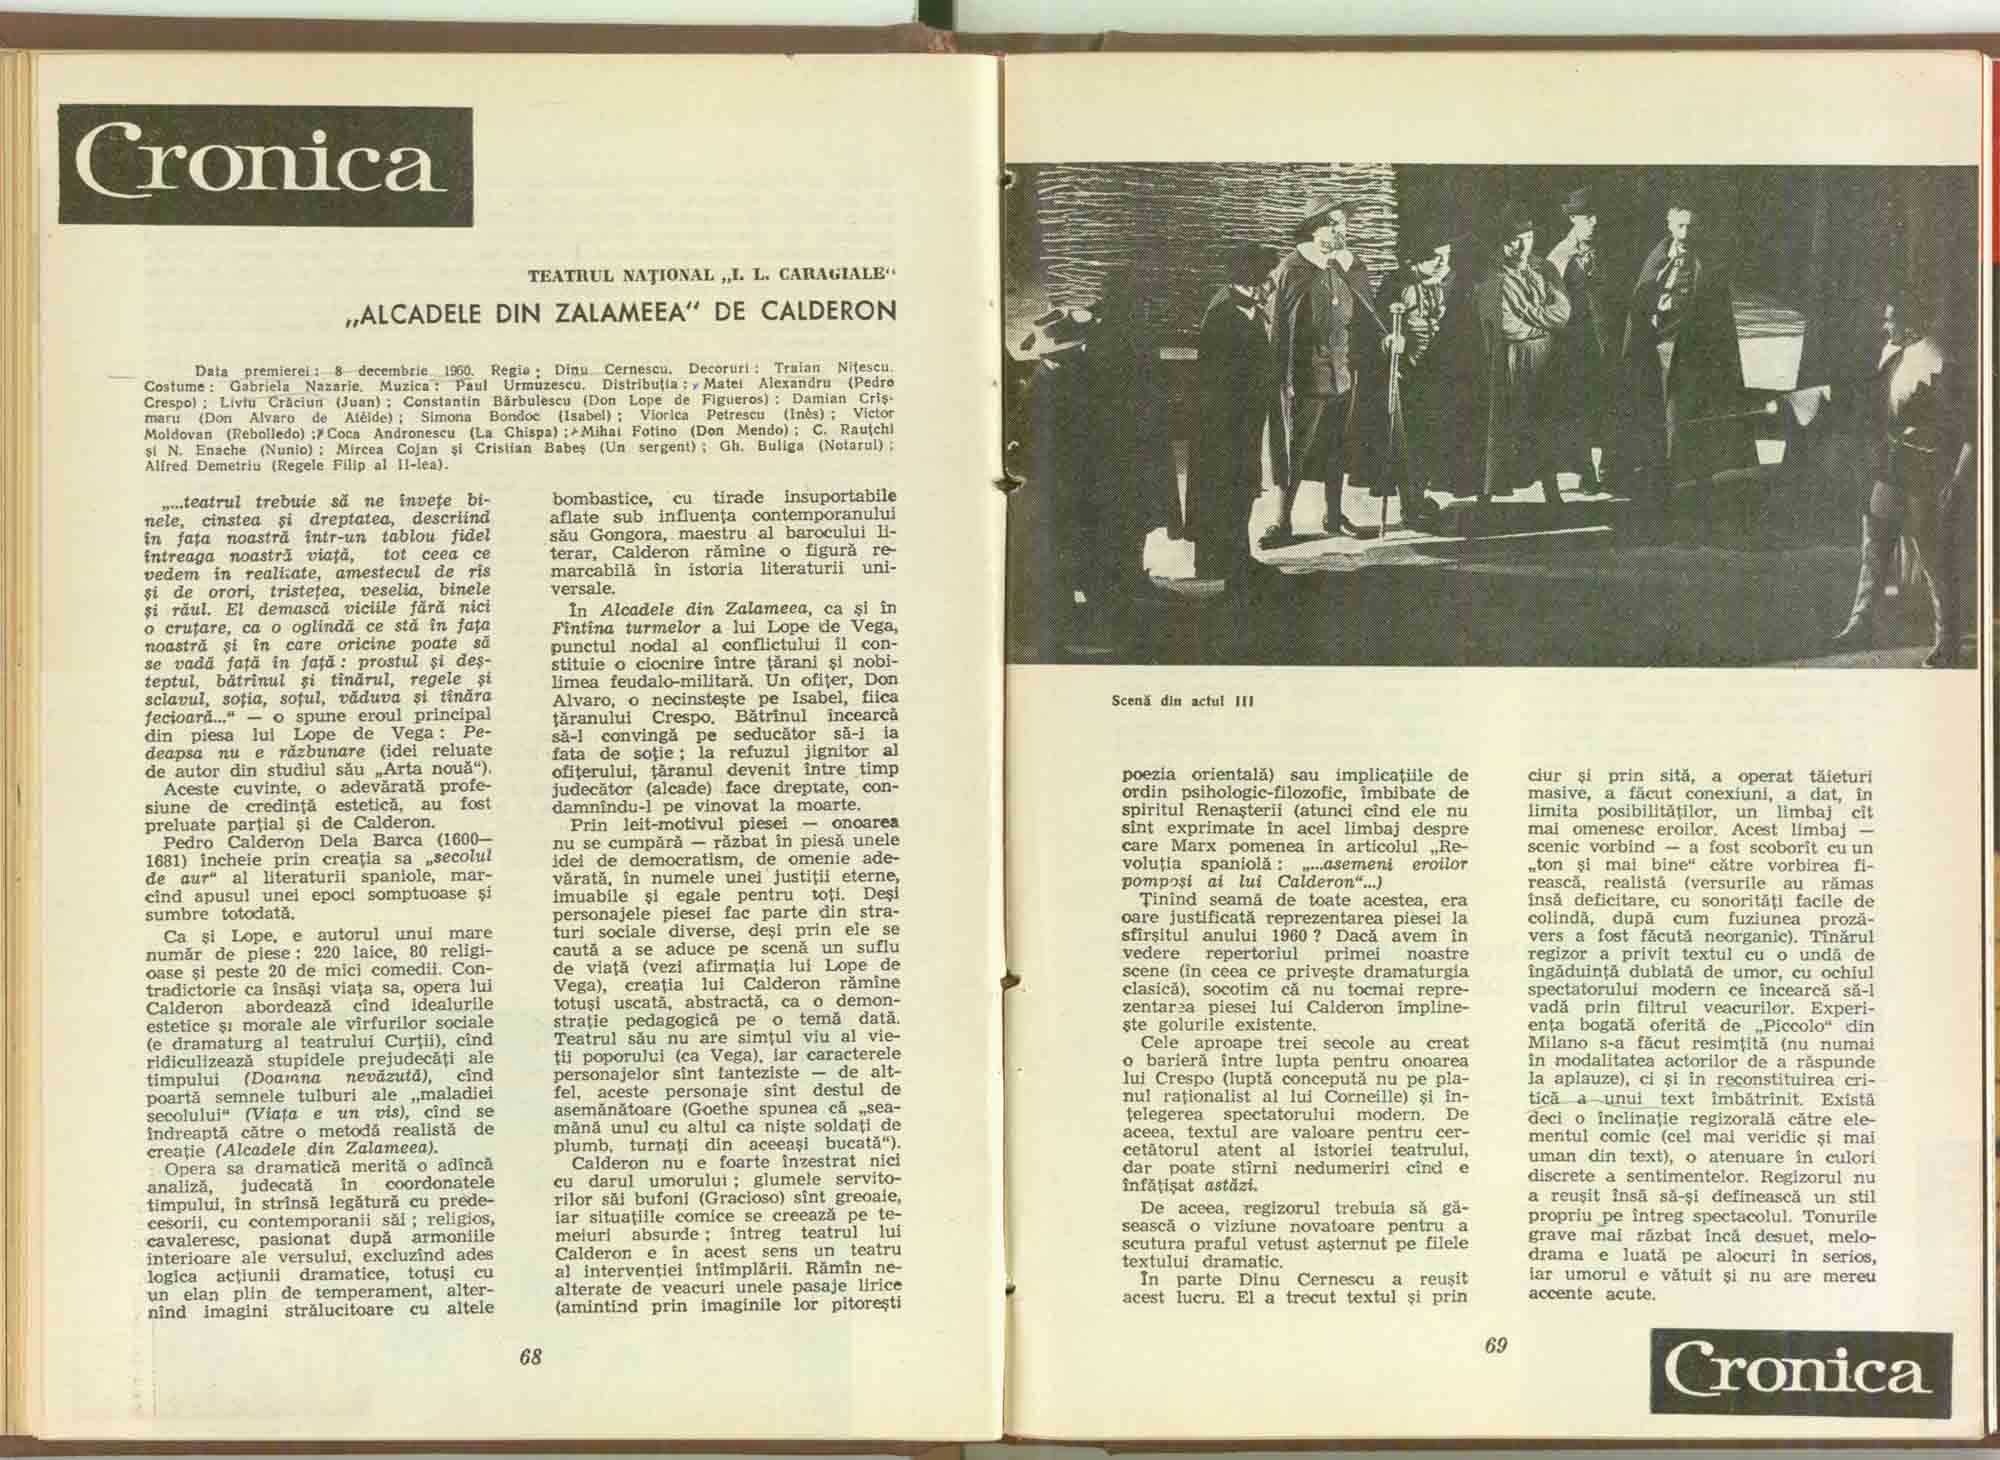 Cronica
TEATRUL NAŢIONAL „I. L. CARAGIALE“
„ALCADELE DIN ZALAMEEA“ DE CALDERON
Data premierei : 8 decembrie 1960. Regia : Dinu Cernescu. Decoruri : Traian Niţescu.
Costume : Gabriela Nazarie. Muzica : Paul Urmuzescu. Distribuţia : Matei Alexandru (Pedro
Crespo) ; Liviu Crăciun (Juan) ; Constantin Bărbulescu (Don Lope de Figueros) ; Damian Crîş-
maru (Don Alvaro de Atéide) ; Simona Bondoc (Isabel) ; Viorica Petrescu (Inès) ; Victor
Moldovan (Rebolledo) ; Coca Andronescu (La Chispa) ; Mihai Fotino (Don Mendo) ; C. Rauţchi
şi N. Enache (Nunio) ; Mircea Cojan şi Cristian Babeş (Un sergent) ; Gh. Buliga (Notarul) ;
Alfred Demetriu (Regele Filip al II-lea).
„...teatrul trebuie să ne înveţe bi-
nele, cinstea şi dreptatea, descriind
în faţa noastră într-un tablou fidel
întreaga noastră viaţă, tot ceea ce
vedem în realitate, amestecul de rîs
şi de orori, tristeţea, veselia, binele
şi răul. El demască viciile fără nici
o cruţare, ca o oglindă ce stă în faţa
noastră şi în care oricine poate să
se vadă faţă în faţă : prostul şi deş-
teptul, bătrînul şi tînărul, regele şi
sclavul, soţia, soţul, văduva şi tînăra
fecioară...“ — o spune eroul principal
din piesa lui Lope de Vega : Pe-
deapsa nu e răzbunare (idei reluate
de autor din studiul său „Arta nouă“).
Aceste cuvinte, o adevărată profe-
siune de credinţă estetică, au fost
preluate parţial şi de Calderon.
Pedro Calderon Dela Barca (1600—
1681) încheie prin creaţia sa „secolul
de aur“ al literaturii spaniole, mar-
cînd apusul unei epoci somptuoase şi
sumbre totodată.
Ca şi Lope, e autorul unui mare
număr de piese : 220 laice, 80 religi-
oase şi peste 20 de mici comedii. Con-
tradictorie ca însăşi viaţa sa, opera lui
Calderon abordează cînd idealurile
estetice şi morale ale vîrfurilor sociale
(e dramaturg al teatrului Curţii), cînd
ridiculizează stupidele prejudecăţi ale
timpului (Doamna nevăzută), cînd
poartă semnele tulburi ale „maladiei
secolului“ (Viaţa e un vis), cînd se
îndreaptă către o metodă realistă de
creaţie (Alcadele din Zalameea).
Opera sa dramatică merită o adîncă
analiză, judecată în coordonatele
timpului, în strînsă legătură cu prede-
cesorii, cu contemporanii săi ; religios,
cavaleresc, pasionat după armoniile
interioare ale versului, excluzînd ades
logica acţiunii dramatice, totuşi cu
un elan plin de temperament, alter-
nînd imagini strălucitoare cu altele
bombastice, cu tirade insuportabile
aflate sub influenţa contemporanului
său Gongora, maestru al barocului li-
terar, Calderon rămîne o figură re-
marcabilă în istoria literaturii uni-
versale.
În Alcadele din Zalameea, ca şi în
Fîntîna turmelor a lui Lope de Vega,
punctul nodal al conflictului îl con-
stituie o ciocnire între ţărani şi nobi-
limea feudalo-militară. Un ofiţer, Don
Alvaro, o necinsteşte pe Isabel, fiica
ţăranului Crespo. Bătrînul încearcă
să-l convingă pe seducător să-i ia
fata de soţie ; la refuzul jignitor al
ofiţerului, ţăranul devenit între timp
judecător (alcade) face dreptate, con-
damnîndu-l pe vinovat la moarte.
Prin leit-motivul piesei — onoarea
nu se cumpără — răzbat în piesă unele
idei de democratism, de omenie ade-
vărată, în numele unei justiţii eterne,
imuabile şi egale pentru toţi. Deşi
personajele piesei fac parte din stra-
turi sociale diverse, deşi prin ele se
caută a se aduce pe scenă un suflu
de viaţă (vezi afirmaţia lui Lope de
Vega), creaţia lui Calderon rămîne
totuşi uscată, abstractă, ca o demon-
straţie pedagogică pe o temă dată.
Teatrul său nu are simţul viu al vie-
ţii poporului (ca Vega), iar caracterele
personajelor sînt fanteziste — de alt-
fel, aceste personaje sînt destul de
asemănătoare (Goethe spunea că „sea-
mănă unul cu altul ca nişte soldaţi de
plumb, turnaţi din aceeaşi bucată“).
Calderon nu e foarte înzestrat nici
cu darul umorului ; glumele servito-
rilor săi bufoni (Gracioso) sînt greoaie,
iar situaţiile comice se creează pe te-
meiuri absurde ; întreg teatrul lui
Calderon e în acest sens un teatru
al intervenţiei întîmplării. Rămîn ne-
alterate de veacuri unele pasaje lirice
(amintind prin imaginile lor pitoreşti
68
Scenă din actul III
poezia orientală) sau implicaţiile de
ordin psihologic-filozofic, îmbibate de
spiritul Renaşterii (atunci cînd ele nu
sînt exprimate în acel limbaj despre
care Marx pomenea în articolul „Re-
voluţia spaniolă : „...asemeni eroilor
pompoşi ai lui Calderon“...)
Ţinînd seamă de toate acestea, era
oare justificată reprezentarea piesei la
sfîrşitul anului 1960 ? Dacă avem în
vedere repertoriul primei noastre
scene (în ceea ce priveşte dramaturgia
clasică), socotim că nu tocmai repre-
zentarea piesei lui Calderon împline-
şte golurile existente.
Cele aproape trei secole au creat
o barieră între lupta pentru onoarea
lui Crespo (luptă concepută nu pe pla-
nul raţionalist al lui Corneille) şi în-
ţelegerea spectatorului modern. De
aceea, textul are valoare pentru cer-
cetătorul atent al istoriei teatrului,
dar poate stîrni nedumeriri cînd e
înfăţişat astăzi.
De aceea, regizorul trebuia să gă-
sească o viziune novatoare pentru a
scutura praful vetust aşternut pe filele
textului dramatic.
În parte Dinu Cernescu a reuşit
acest lucru. El a trecut textul şi prin
ciur şi prin sită, a operat tăieturi
masive, a făcut conexiuni, a dat, în
limita posibilităţilor, un limbaj cît
mai omenesc eroilor. Acest limbaj —
scenic vorbind — a fost scoborît cu un
„ton şi mai bine“ către vorbirea fi-
rească, realistă (versurile au rămas
însă deficitare, cu sonorităţi facile de
colindă, după cum fuziunea proză-
vers a fost făcută neorganic). Tînărul
regizor a privit textul cu o undă de
îngăduinţă dublată de umor, cu ochiul
spectatorului modern ce încearcă să-l
vadă prin filtrul veacurilor. Experi-
enţa bogată oferită de „Piccolo“ din
Milano s-a făcut resimţită (nu numai
în modalitatea actorilor de a răspunde
la aplauze), ci şi în reconstituirea cri-
tică a unui text îmbătrînit. Există
deci o înclinaţie regizorală către ele-
mentul comic (cel mai veridic şi mai
uman din text), o atenuare în culori
discrete a sentimentelor. Regizorul nu
a reuşit însă să-şi definească un stil
propriu pe întreg spectacolul. Tonurile
grave mai răzbat încă desuet, melo-
drama e luată pe alocuri în serios,
iar umorul e vătuit şi nu are mereu
accente acute.
69
Cronica